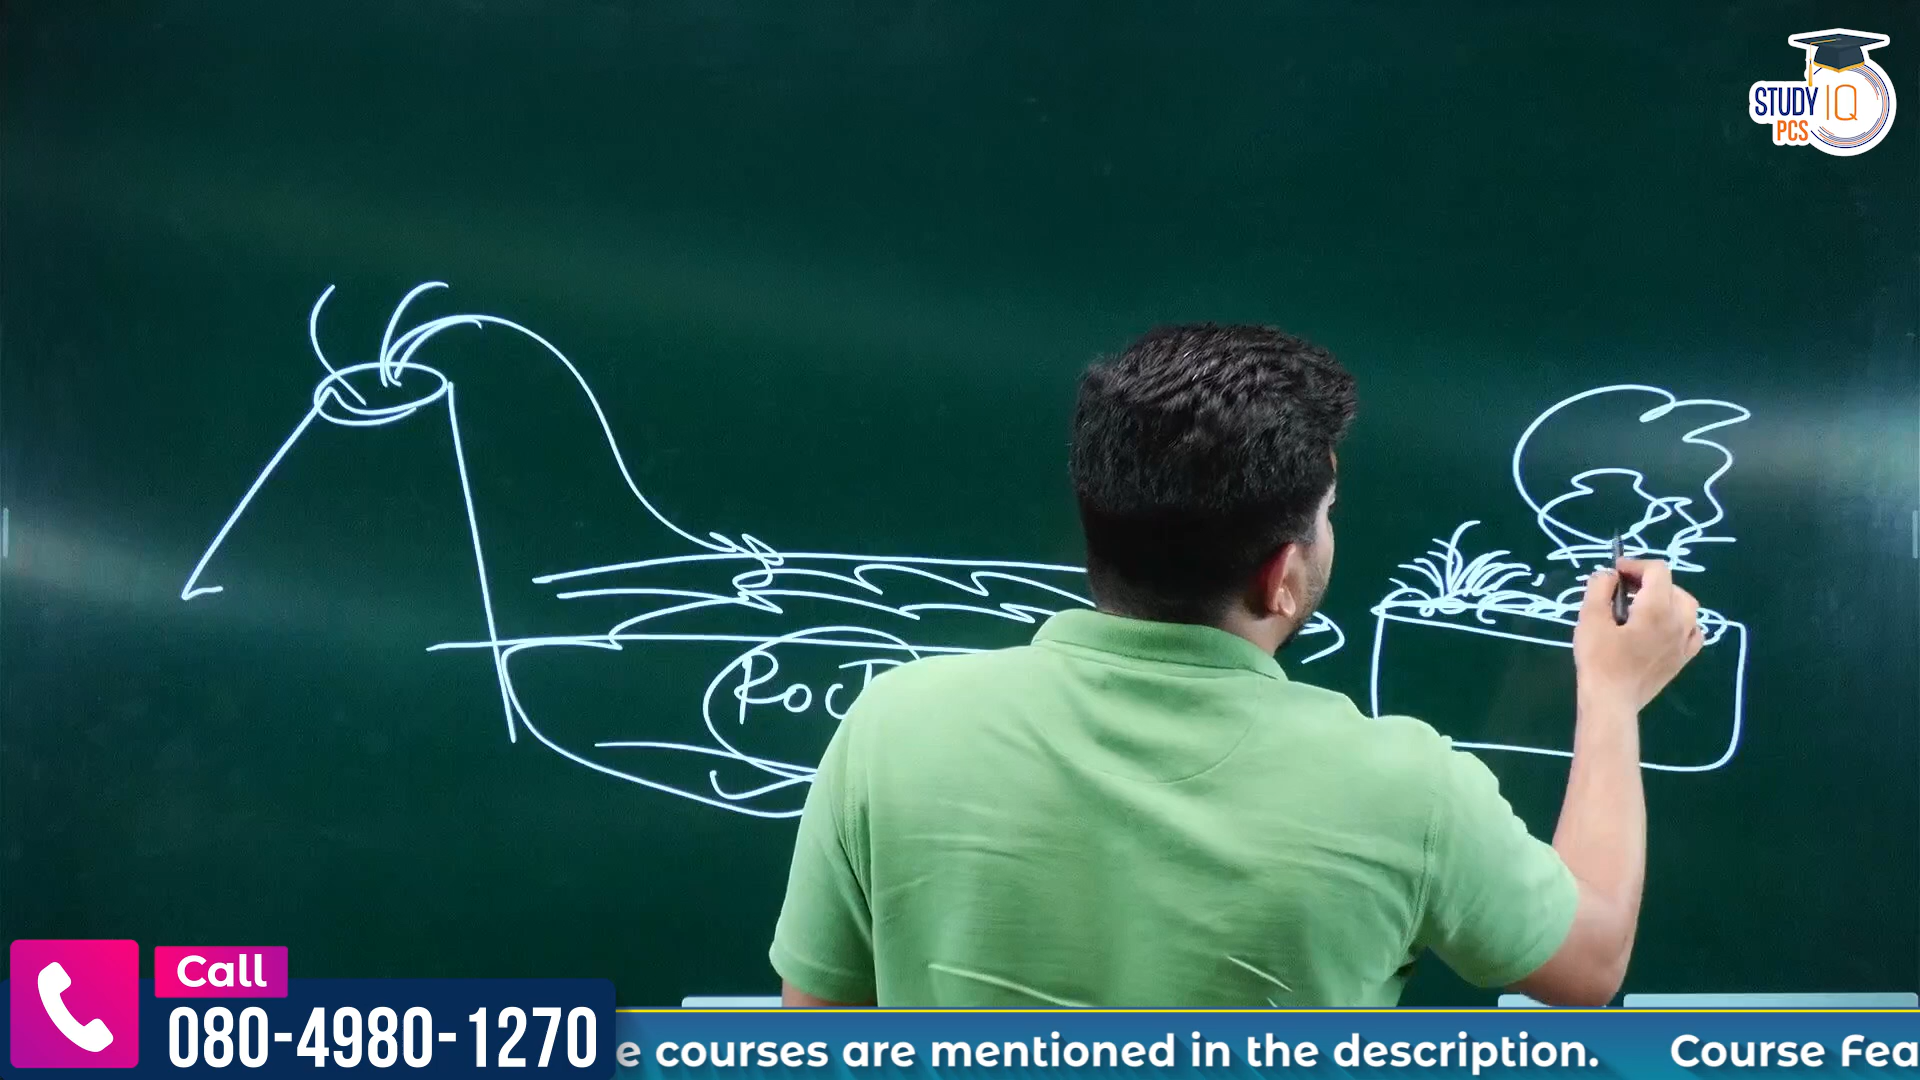 STUDY IQ
PCS
Call
080-4980-1270
e courses are mentioned in the description. Course Fea